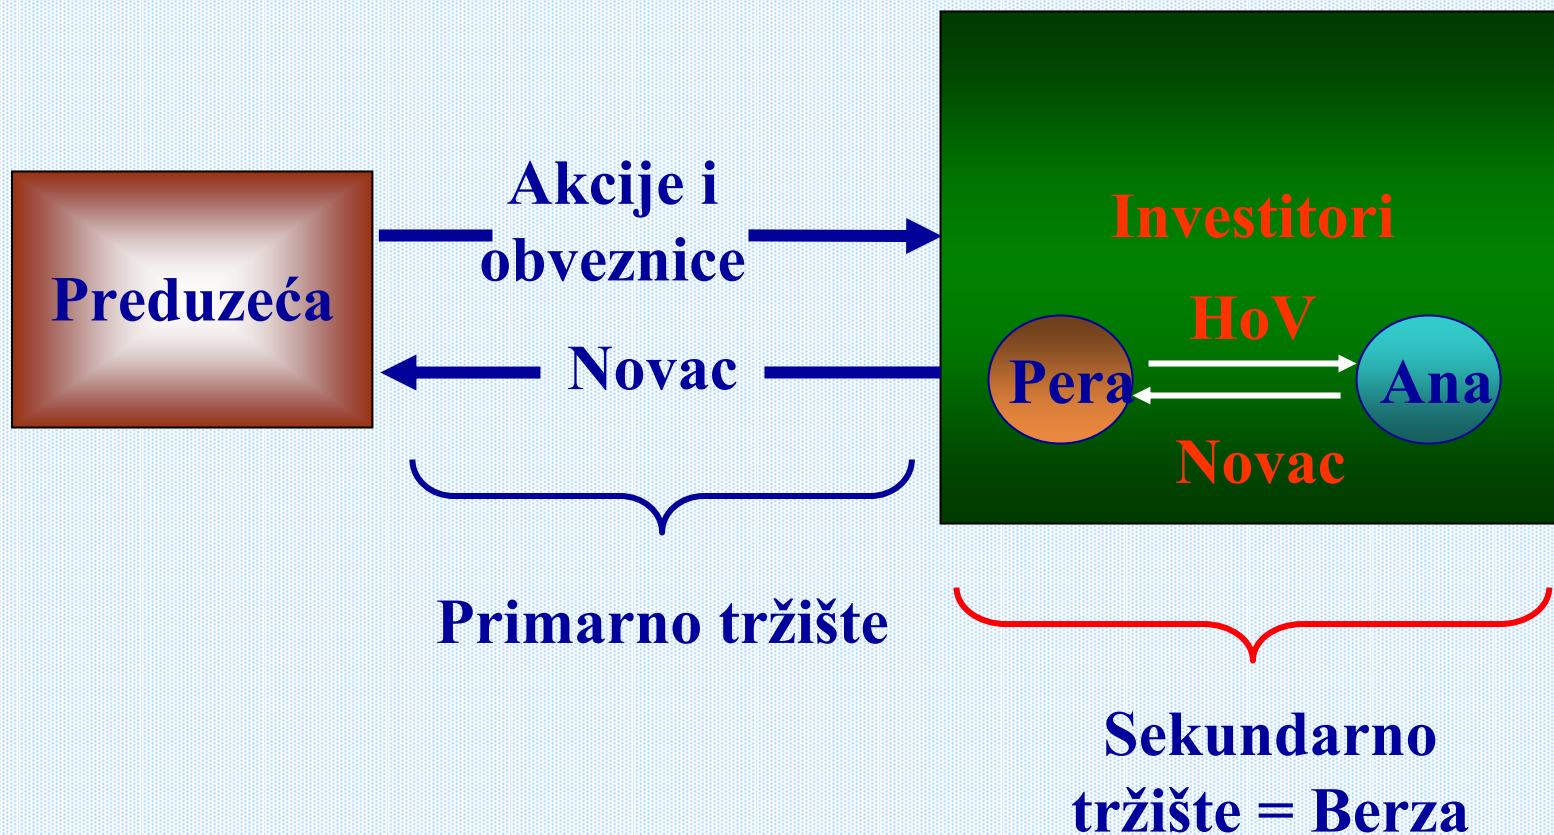 Preduzeća
Akcije i
obveznice
Novac
Primarno tržište
Investitori
HoV
Pera
Ana
Novac
Sekundarno
tržište = Berza